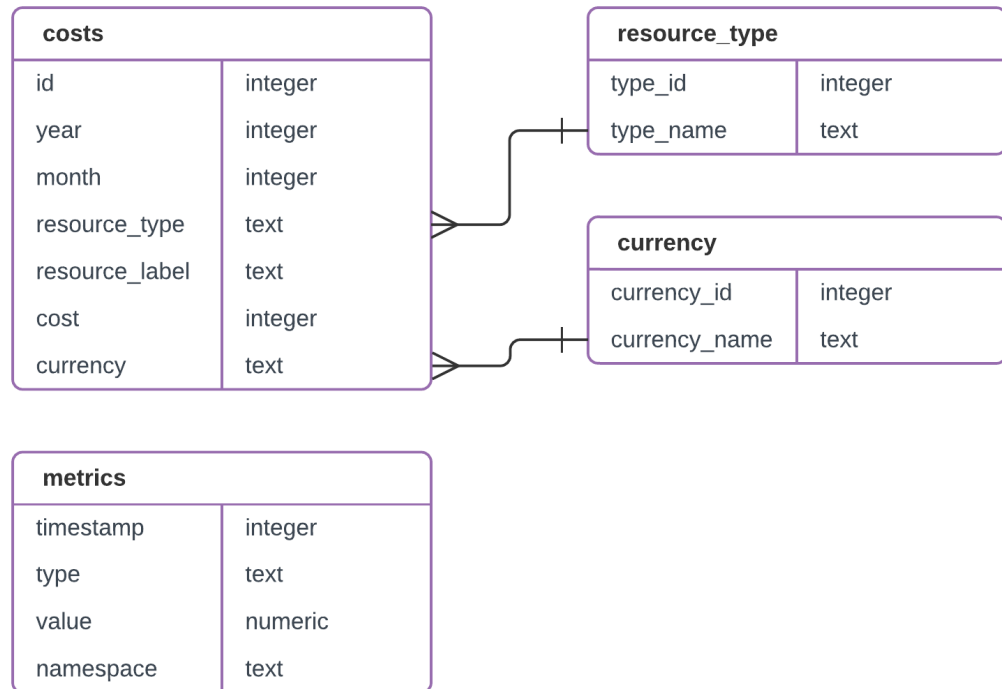 costs
id integer
year integer
month integer
resource_type text
resource_label text
cost integer
currency text
resource_type
type_id integer
type_name text
currency
currency_id integer
currency_name text
metrics
timestamp integer
type text
value numeric
namespace text